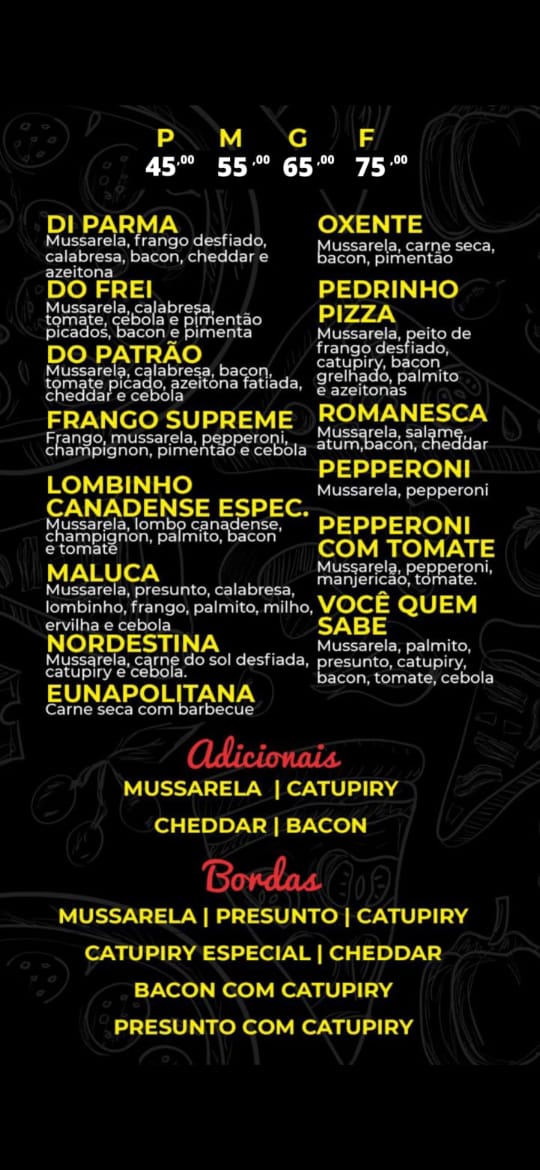 P M G F
45,00 55,00 65,00 75,00
DI PARMA
Mussarela, frango desfiado,
calabresa, bacon, cheddar e
azeitona
DO FREI
Mussarela, calabresa,
tomate, cebola e pimentão
picados, bacon e pimenta
DO PATRÃO
Mussarela, calabresa, bacon,
tomate picado, azeitona fatiada,
cheddar e cebola
FRANGO SUPREME
Frango, mussarela, pepperoni,
champignon, pimentão e cebola
LOMBINHO
CANADENSE ESPEC.
Mussarela, lombo canadense,
champignon, palmito, bacon
e tomate
MALUCA
Mussarela, presunto, calabresa,
lombinho, frango, palmito, milho,
ervilha e cebola
NORDESTINA
Mussarela, carne do sol desfiada,
catupiry e cebola.
EUNAPOLITANA
Carne seca com barbecue
OXENTE
Mussarela, carne seca,
bacon, pimentão
PEDRINHO
PIZZA
Mussarela, peito de
frango desfiado,
catupiry, bacon
grelhado, palmito
e azeitonas
ROMANESCA
Mussarela, salame,
atum,bacon, cheddar
PEPPERONI
Mussarela, pepperoni
PEPPERONI
COM TOMATE
Mussarela, pepperoni,
manjericão, tomate.
VOCÊ QUEM
SABE
Mussarela, palmito,
presunto, catupiry,
bacon, tomate, cebola
Adicionais
MUSSARELA | CATUPIRY
CHEDDAR | BACON
Bordas
MUSSARELA | PRESUNTO | CATUPIRY
CATUPIRY ESPECIAL | CHEDDAR
BACON COM CATUPIRY
PRESUNTO COM CATUPIRY